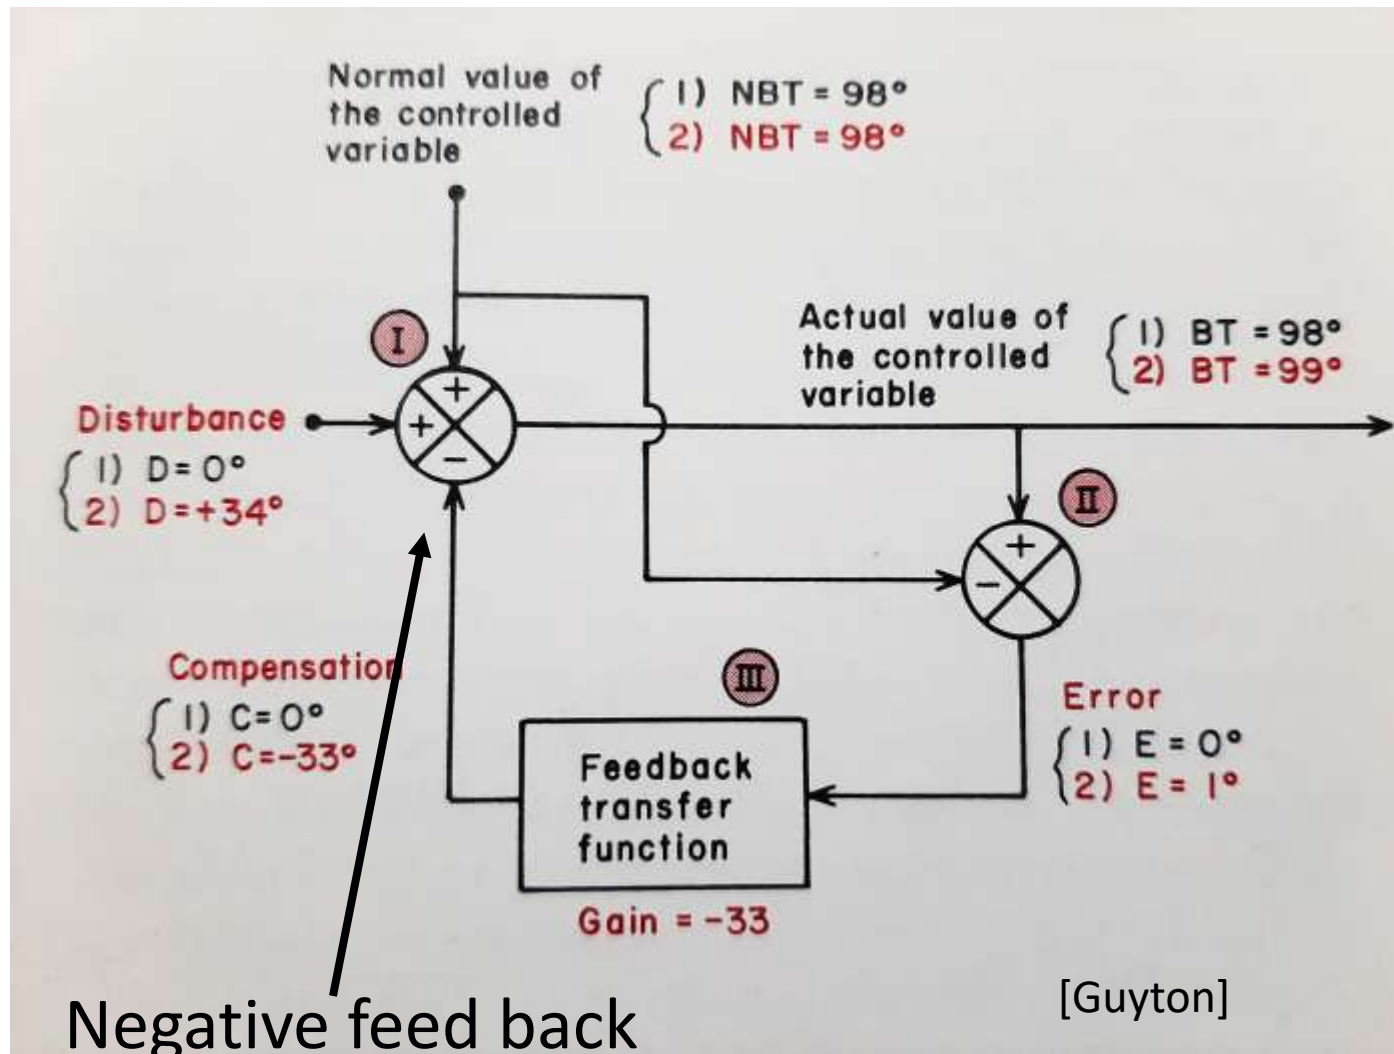 Normal value of
the controlled
variable
1) NBT = 98°
2) NBT = 98°
I
+
+
−
Disturbance
1) D = 0°
2) D = +34°
Actual value of
the controlled
variable
1) BT = 98°
2) BT = 99°
II
+
−
Compensation
1) C = 0°
2) C = -33°
III
Feedback
transfer
function
Gain = -33
Error
1) E = 0°
2) E = 1°
Negative feed back
[Guyton]